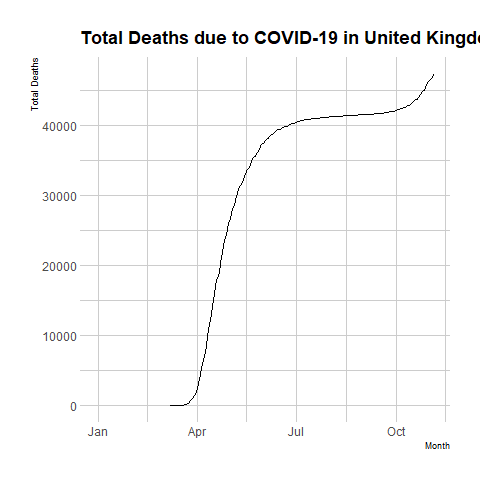 Total Deaths due to COVID-19 in United Kingd
Total Deaths
40000
30000
20000
10000
0
Jan Apr Jul Oct
Month